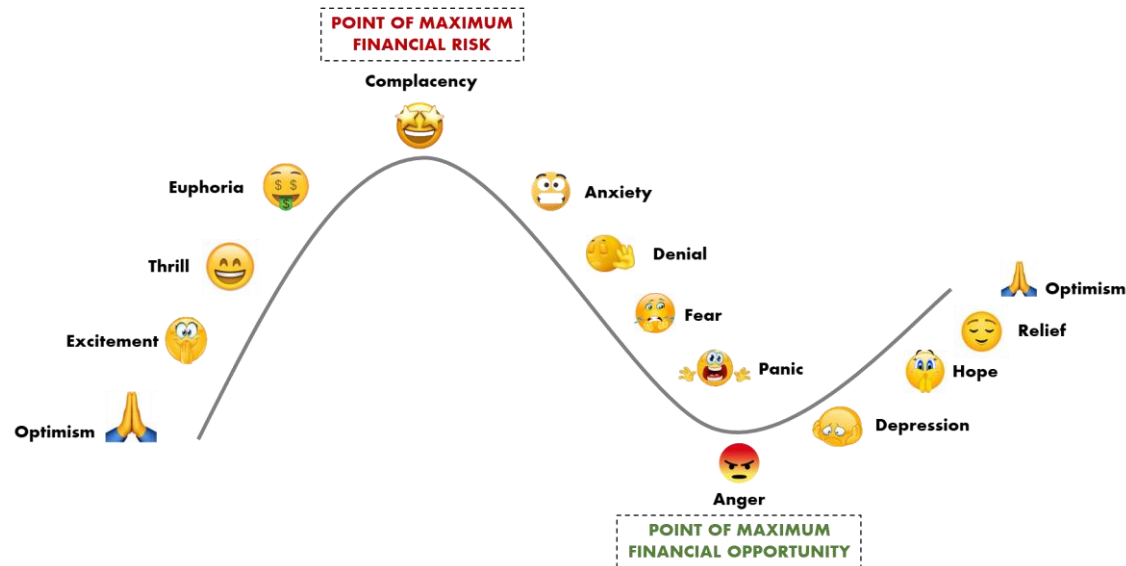 POINT OF MAXIMUM
FINANCIAL RISK
Complacency
Euphoria
Anxiety
Thrill
Denial
Optimism
Excitement
Fear
Relief
Panic
Hope
Optimism
Depression
Anger
POINT OF MAXIMUM
FINANCIAL OPPORTUNITY